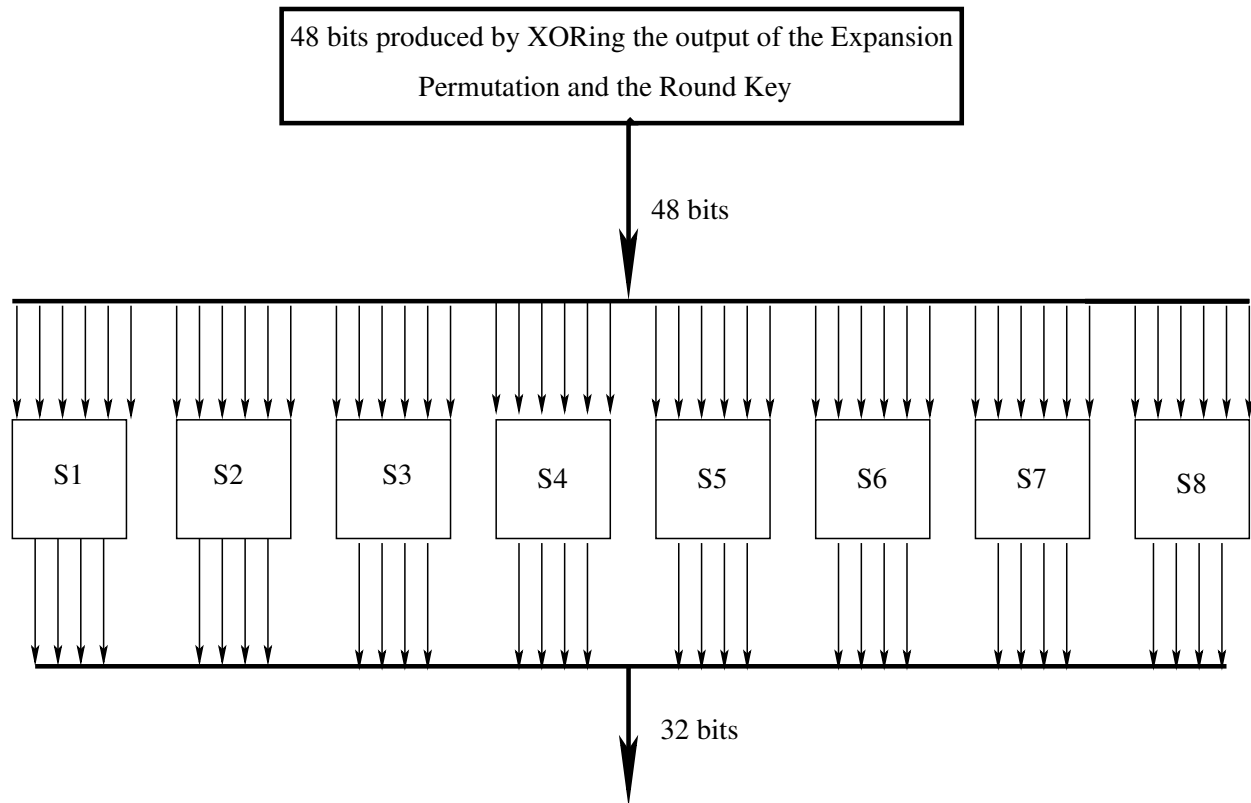 48 bits produced by XORing the output of the Expansion
Permutation and the Round Key
48 bits
S1
S2
S3
S4
S5
S6
S7
S8
32 bits